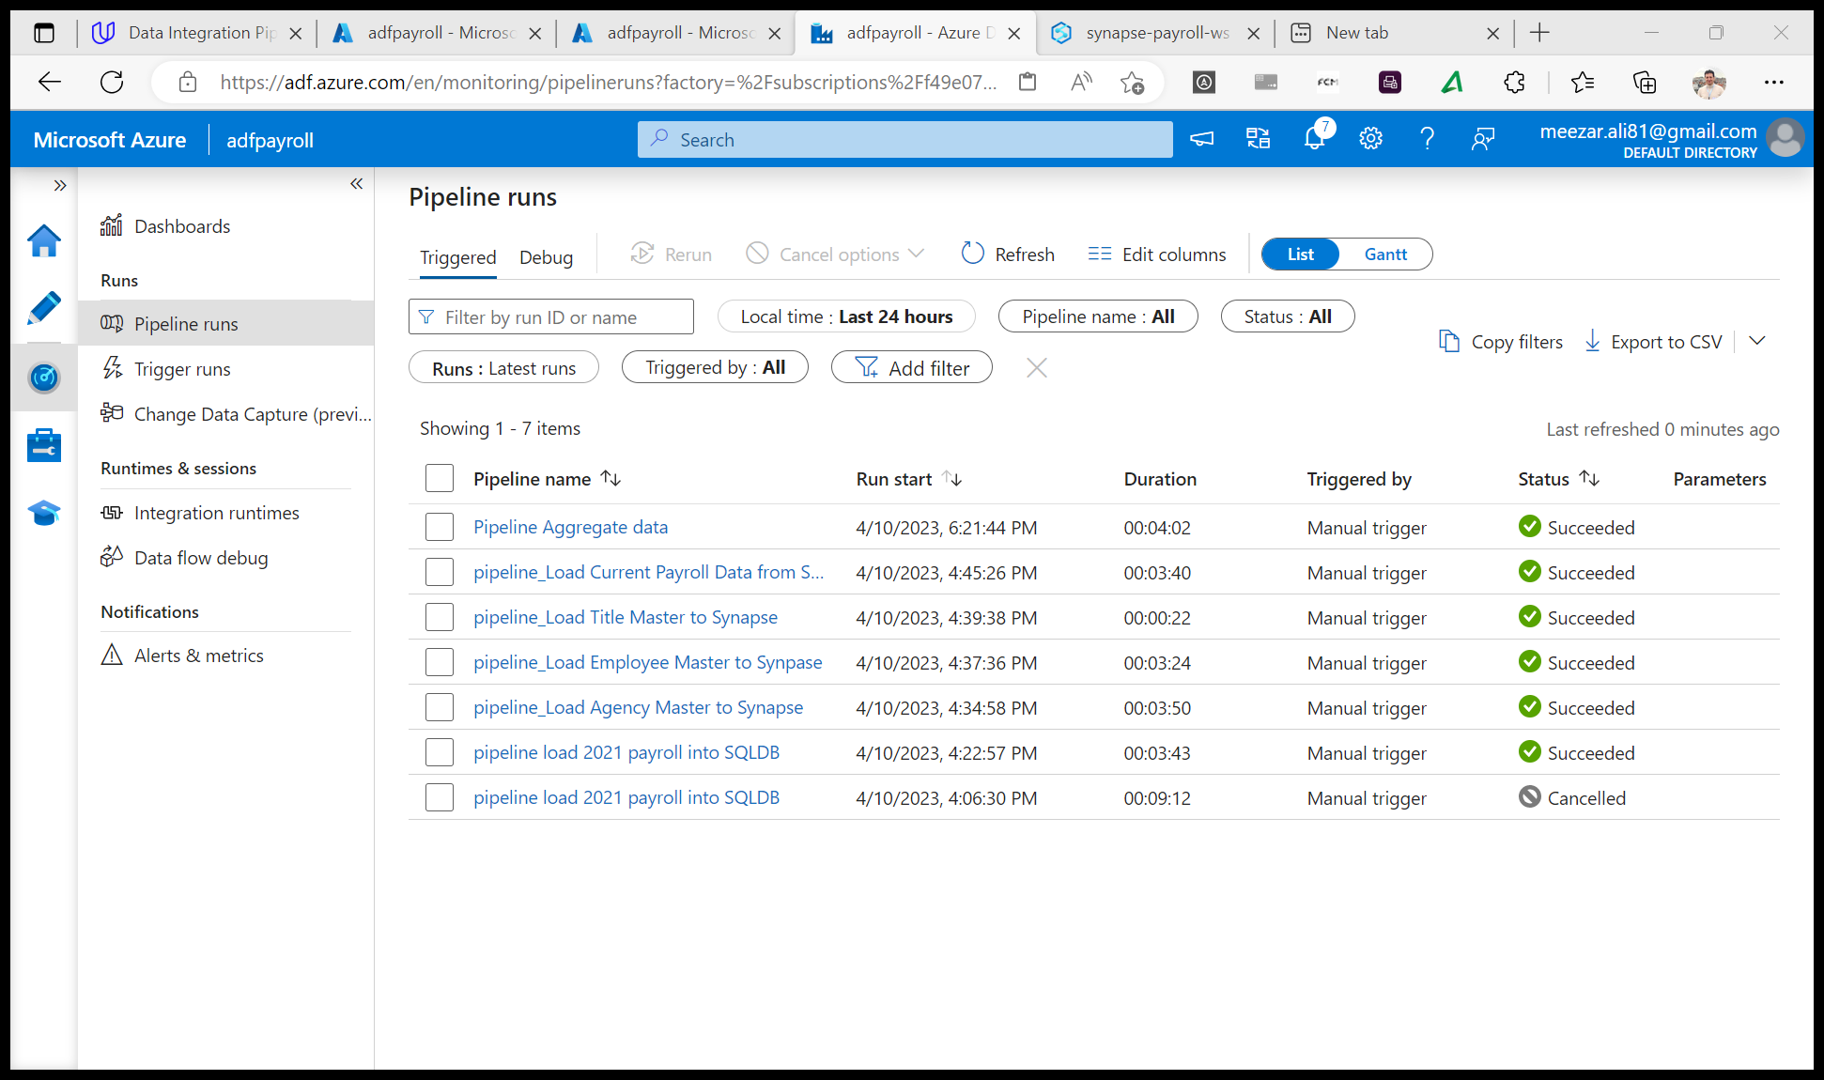 Data Integration Pip
adfpayroll - Microsc
adfpayroll - Microsc
adfpayroll - Azure D
synapse-payroll-ws
New tab
https://adf.azure.com/en/monitoring/pipelineruns?factory=%2Fsubscriptions%2Ff49e07...
FCM
Microsoft Azure
adfpayroll
Search
7
meezar.ali81@gmail.com
DEFAULT DIRECTORY
Dashboards
Runs
Pipeline runs
Trigger runs
Change Data Capture (previ...
Runtimes & sessions
Integration runtimes
Data flow debug
Notifications
Alerts & metrics
Pipeline runs
Triggered Debug Rerun Cancel options Refresh Edit columns List Gantt
Filter by run ID or name Local time : Last 24 hours Pipeline name : All Status : All
Copy filters Export to CSV
Runs : Latest runs Triggered by : All Add filter
Showing 1 - 7 items
Last refreshed 0 minutes ago
Pipeline name Run start Duration Triggered by Status Parameters
Pipeline Aggregate data 4/10/2023, 6:21:44 PM 00:04:02 Manual trigger Succeeded
pipeline_Load Current Payroll Data from S... 4/10/2023, 4:45:26 PM 00:03:40 Manual trigger Succeeded
pipeline_Load Title Master to Synapse 4/10/2023, 4:39:38 PM 00:00:22 Manual trigger Succeeded
pipeline_Load Employee Master to Synpase 4/10/2023, 4:37:36 PM 00:03:24 Manual trigger Succeeded
pipeline_Load Agency Master to Synapse 4/10/2023, 4:34:58 PM 00:03:50 Manual trigger Succeeded
pipeline load 2021 payroll into SQLDB 4/10/2023, 4:22:57 PM 00:03:43 Manual trigger Succeeded
pipeline load 2021 payroll into SQLDB 4/10/2023, 4:06:30 PM 00:09:12 Manual trigger Cancelled